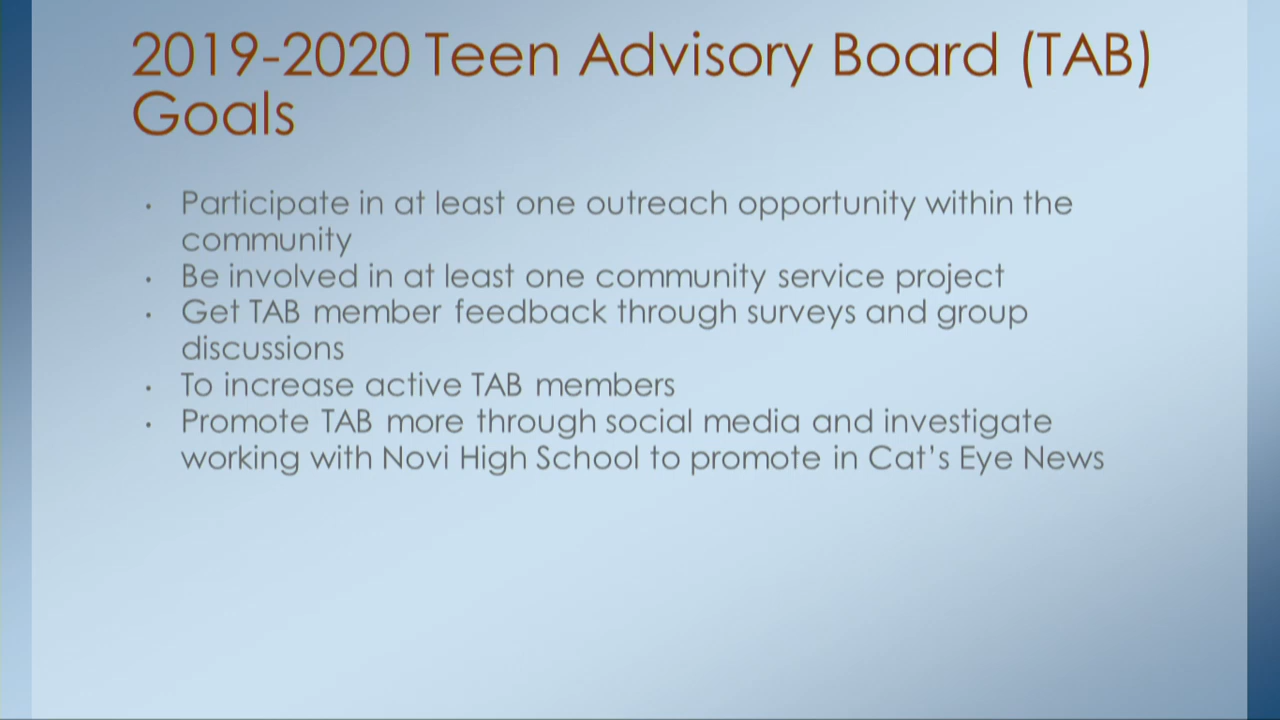 2019-2020 Teen Advisory Board (TAB)
Goals
• Participate in at least one outreach opportunity within the
community
• Be involved in at least one community service project
• Get TAB member feedback through surveys and group
discussions
• To increase active TAB members
• Promote TAB more through social media and investigate
working with Novi High School to promote in Cat's Eye News